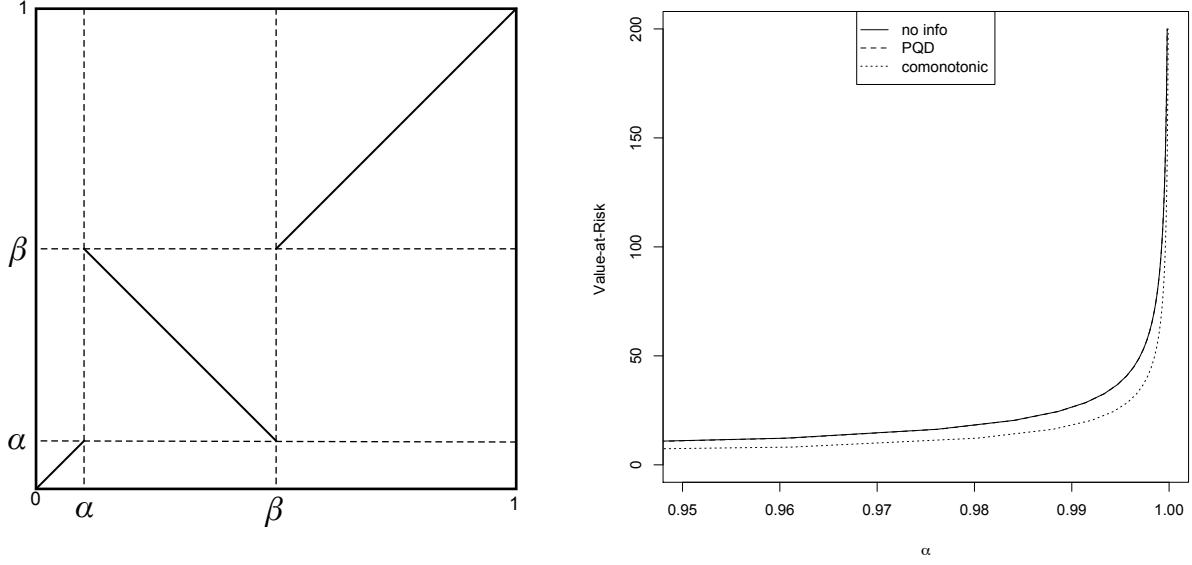 1
β
α
0
α
β
1
no info
PQD
comonotonic
Value-at-Risk
200
150
100
50
0
0.95 0.96 0.97 0.98 0.99 1.00
α